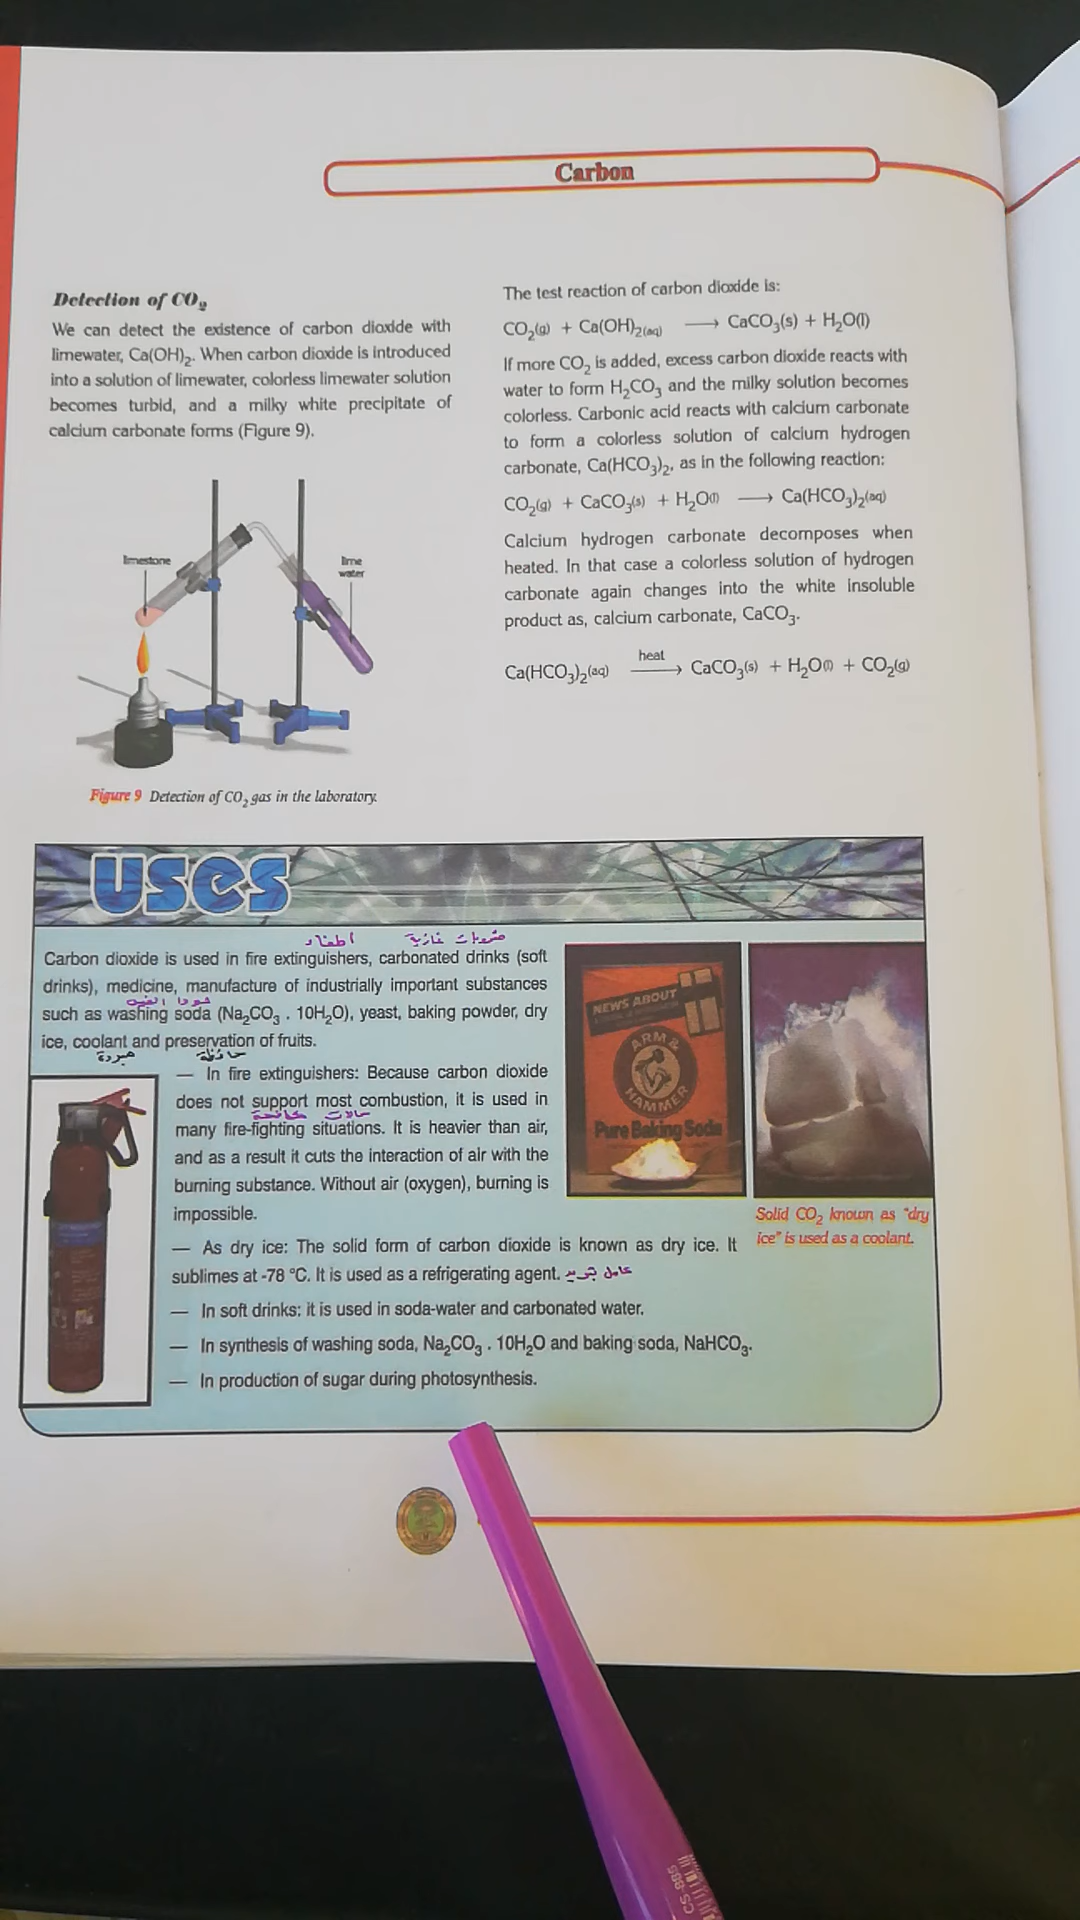 Carbon
Detection of CO₂
We can detect the existence of carbon dioxide with
limewater, Ca(OH)₂. When carbon dioxide is introduced
into a solution of limewater, colorless limewater solution
becomes turbid, and a milky white precipitate of
calcium carbonate forms (Figure 9).
limestone
lime
water
Figure 9 Detection of CO₂ gas in the laboratory.
The test reaction of carbon dioxide is:
CO₂(g) + Ca(OH)₂(aq) ⟶ CaCO₃(s) + H₂O(l)
If more CO₂ is added, excess carbon dioxide reacts with
water to form H₂CO₃ and the milky solution becomes
colorless. Carbonic acid reacts with calcium carbonate
to form a colorless solution of calcium hydrogen
carbonate, Ca(HCO₃)₂, as in the following reaction:
CO₂(g) + CaCO₃(s) + H₂O(l) ⟶ Ca(HCO₃)₂(aq)
Calcium hydrogen carbonate decomposes when
heated. In that case a colorless solution of hydrogen
carbonate again changes into the white insoluble
product as, calcium carbonate, CaCO₃.
heat
Ca(HCO₃)₂(aq) ⟶ CaCO₃(s) + H₂O(l) + CO₂(g)
uses
اطفاء مشروبات غازية
Carbon dioxide is used in fire extinguishers, carbonated drinks (soft
drinks), medicine, manufacture of industrially important substances
such as washing soda (Na₂CO₃ . 10H₂O), yeast, baking powder, dry
ice, coolant and preservation of fruits.
مبردة حافظة
— In fire extinguishers: Because carbon dioxide
does not support most combustion, it is used in
many fire-fighting situations. It is heavier than air,
and as a result it cuts the interaction of air with the
burning substance. Without air (oxygen), burning is
impossible.
— As dry ice: The solid form of carbon dioxide is known as dry ice. It
sublimes at -78 °C. It is used as a refrigerating agent. عامل تبريد
— In soft drinks: it is used in soda-water and carbonated water.
— In synthesis of washing soda, Na₂CO₃ . 10H₂O and baking soda, NaHCO₃.
— In production of sugar during photosynthesis.
NEWS ABOUT
ARM &
HAMMER
Pure Baking Soda
Solid CO₂ known as "dry
ice" is used as a coolant.
CS-886